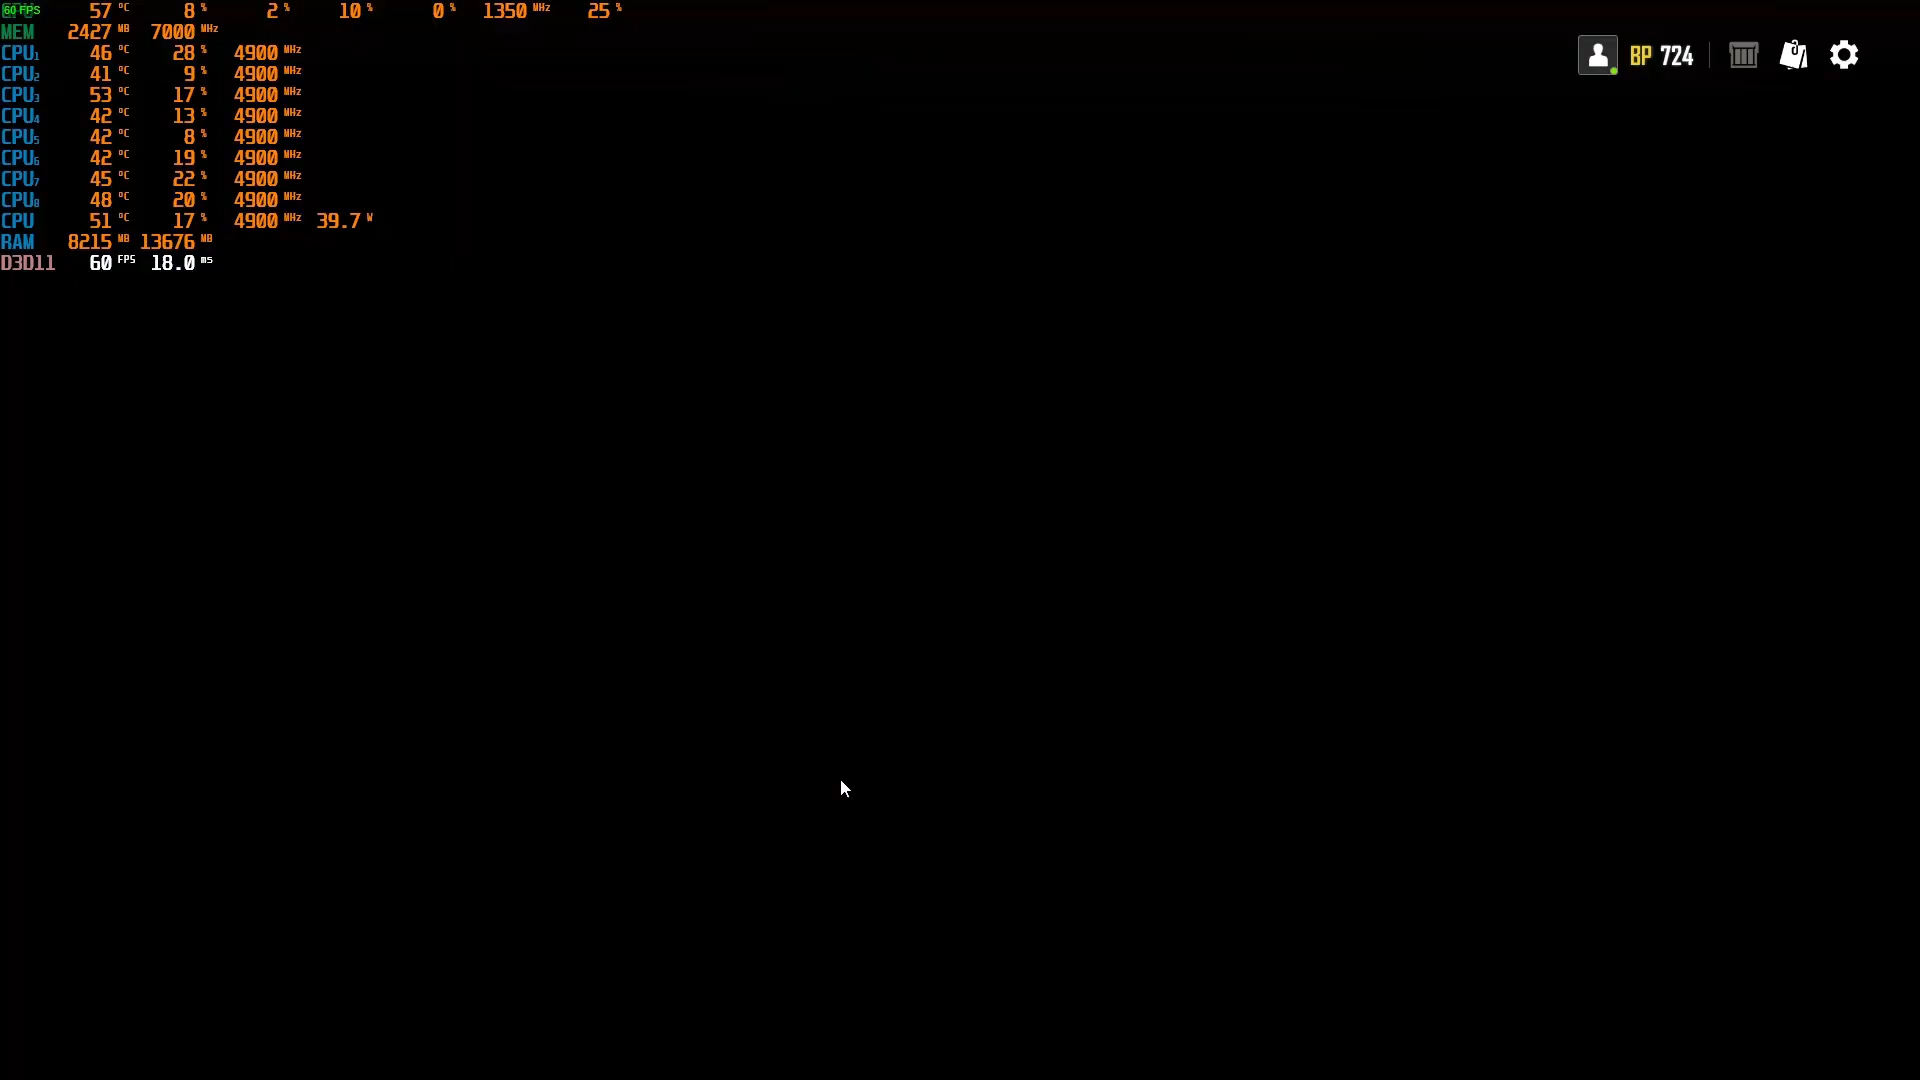 60 FPS 57 °C 8 % 2 % 10 % 0 % 1350 MHz 25 %
MEM 2427 MB 7000 MHz
CPU1 46 °C 28 % 4900 MHz
CPU2 41 °C 9 % 4900 MHz
CPU3 53 °C 17 % 4900 MHz
CPU4 42 °C 13 % 4900 MHz
CPU5 42 °C 8 % 4900 MHz
CPU6 42 °C 19 % 4900 MHz
CPU7 45 °C 22 % 4900 MHz
CPU8 48 °C 20 % 4900 MHz
CPU 51 °C 17 % 4900 MHz 39.7 W
RAM 8215 MB 13676 MB
D3D11 60 FPS 18.0 ms
BP 724